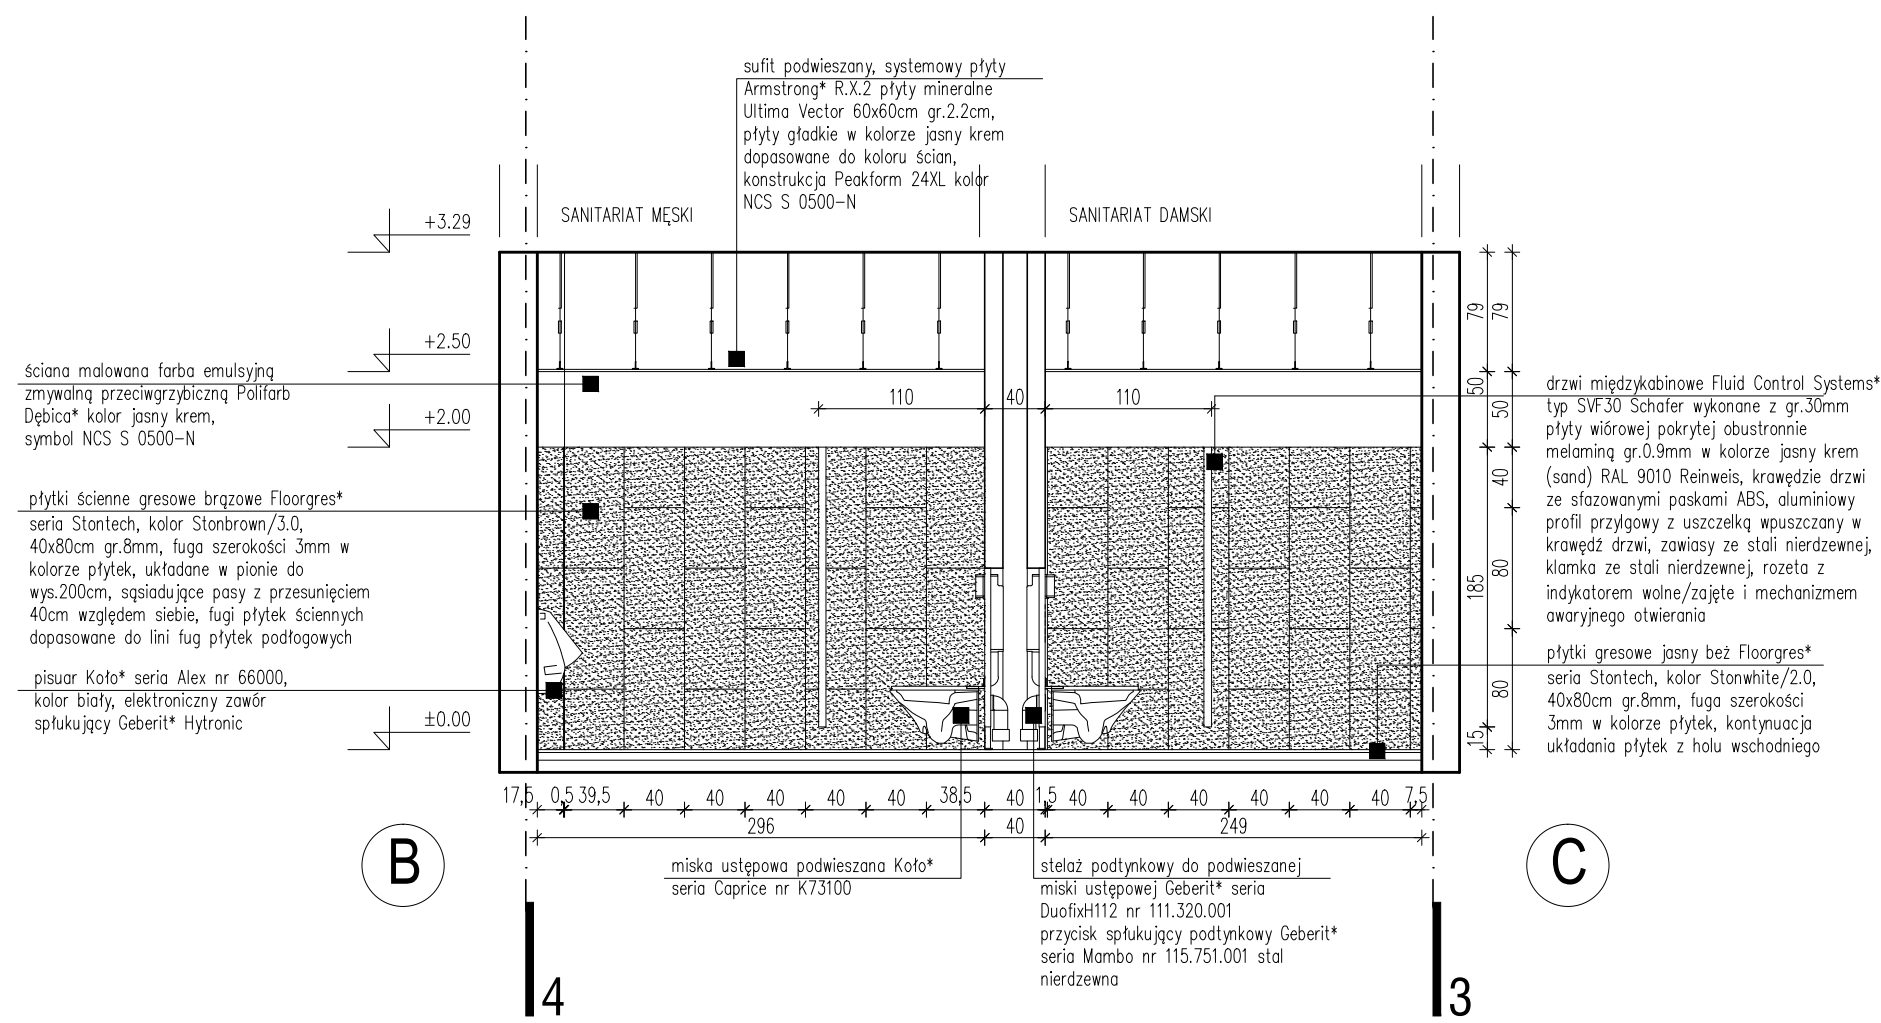 sufit podwieszany, systemowy płyty
Armstrong* R.X.2 płyty mineralne
Ultima Vector 60x60cm gr.2.2cm,
płyty gładkie w kolorze jasny krem
dopasowane do koloru ścian,
konstrukcja Peakform 24XL kolor
NCS S 0500-N
SANITARIAT MĘSKI
SANITARIAT DAMSKI
+3.29
+2.50
+2.00
±0.00
ściana malowana farba emulsyjną
zmywalną przeciwgrzybiczną Polifarb
Dębica* kolor jasny krem,
symbol NCS S 0500-N
płytki ścienne gresowe brązowe Floorgres*
seria Stontech, kolor Stonbrown/3.0,
40x80cm gr.8mm, fuga szerokości 3mm w
kolorze płytek, układane w pionie do
wys.200cm, sąsiadujące pasy z przesunięciem
40cm względem siebie, fugi płytek ściennych
dopasowane do lini fug płytek podłogowych
pisuar Koło* seria Alex nr 66000,
kolor biały, elektroniczny zawór
spłukujący Geberit* Hytronic
110 40 110
79 79
50 50
40
185 80
80
15
drzwi międzykabinowe Fluid Control Systems*
typ SVF30 Schafer wykonane z gr.30mm
płyty wiórowej pokrytej obustronnie
melaminą gr.0.9mm w kolorze jasny krem
(sand) RAL 9010 Reinweis, krawędzie drzwi
ze sfazowanymi paskami ABS, aluminiowy
profil przylgowy z uszczelką wpuszczany w
krawędź drzwi, zawiasy ze stali nierdzewnej,
klamka ze stali nierdzewnej, rozeta z
indykatorem wolne/zajęte i mechanizmem
awaryjnego otwierania
płytki gresowe jasny beż Floorgres*
seria Stontech, kolor Stonwhite/2.0,
40x80cm gr.8mm, fuga szerokości
3mm w kolorze płytek, kontynuacja
układania płytek z holu wschodniego
17,5 0,5 39,5 40 40 40 40 40 38,5 40 1,5 40 40 40 40 40 40 7,5
296 40 249
miska ustępowa podwieszana Koło*
seria Caprice nr K73100
stelaż podtynkowy do podwieszanej
miski ustępowej Geberit* seria
DuofixH112 nr 111.320.001
przycisk spłukujący podtynkowy Geberit*
seria Mambo nr 115.751.001 stal
nierdzewna
B
C
4
3